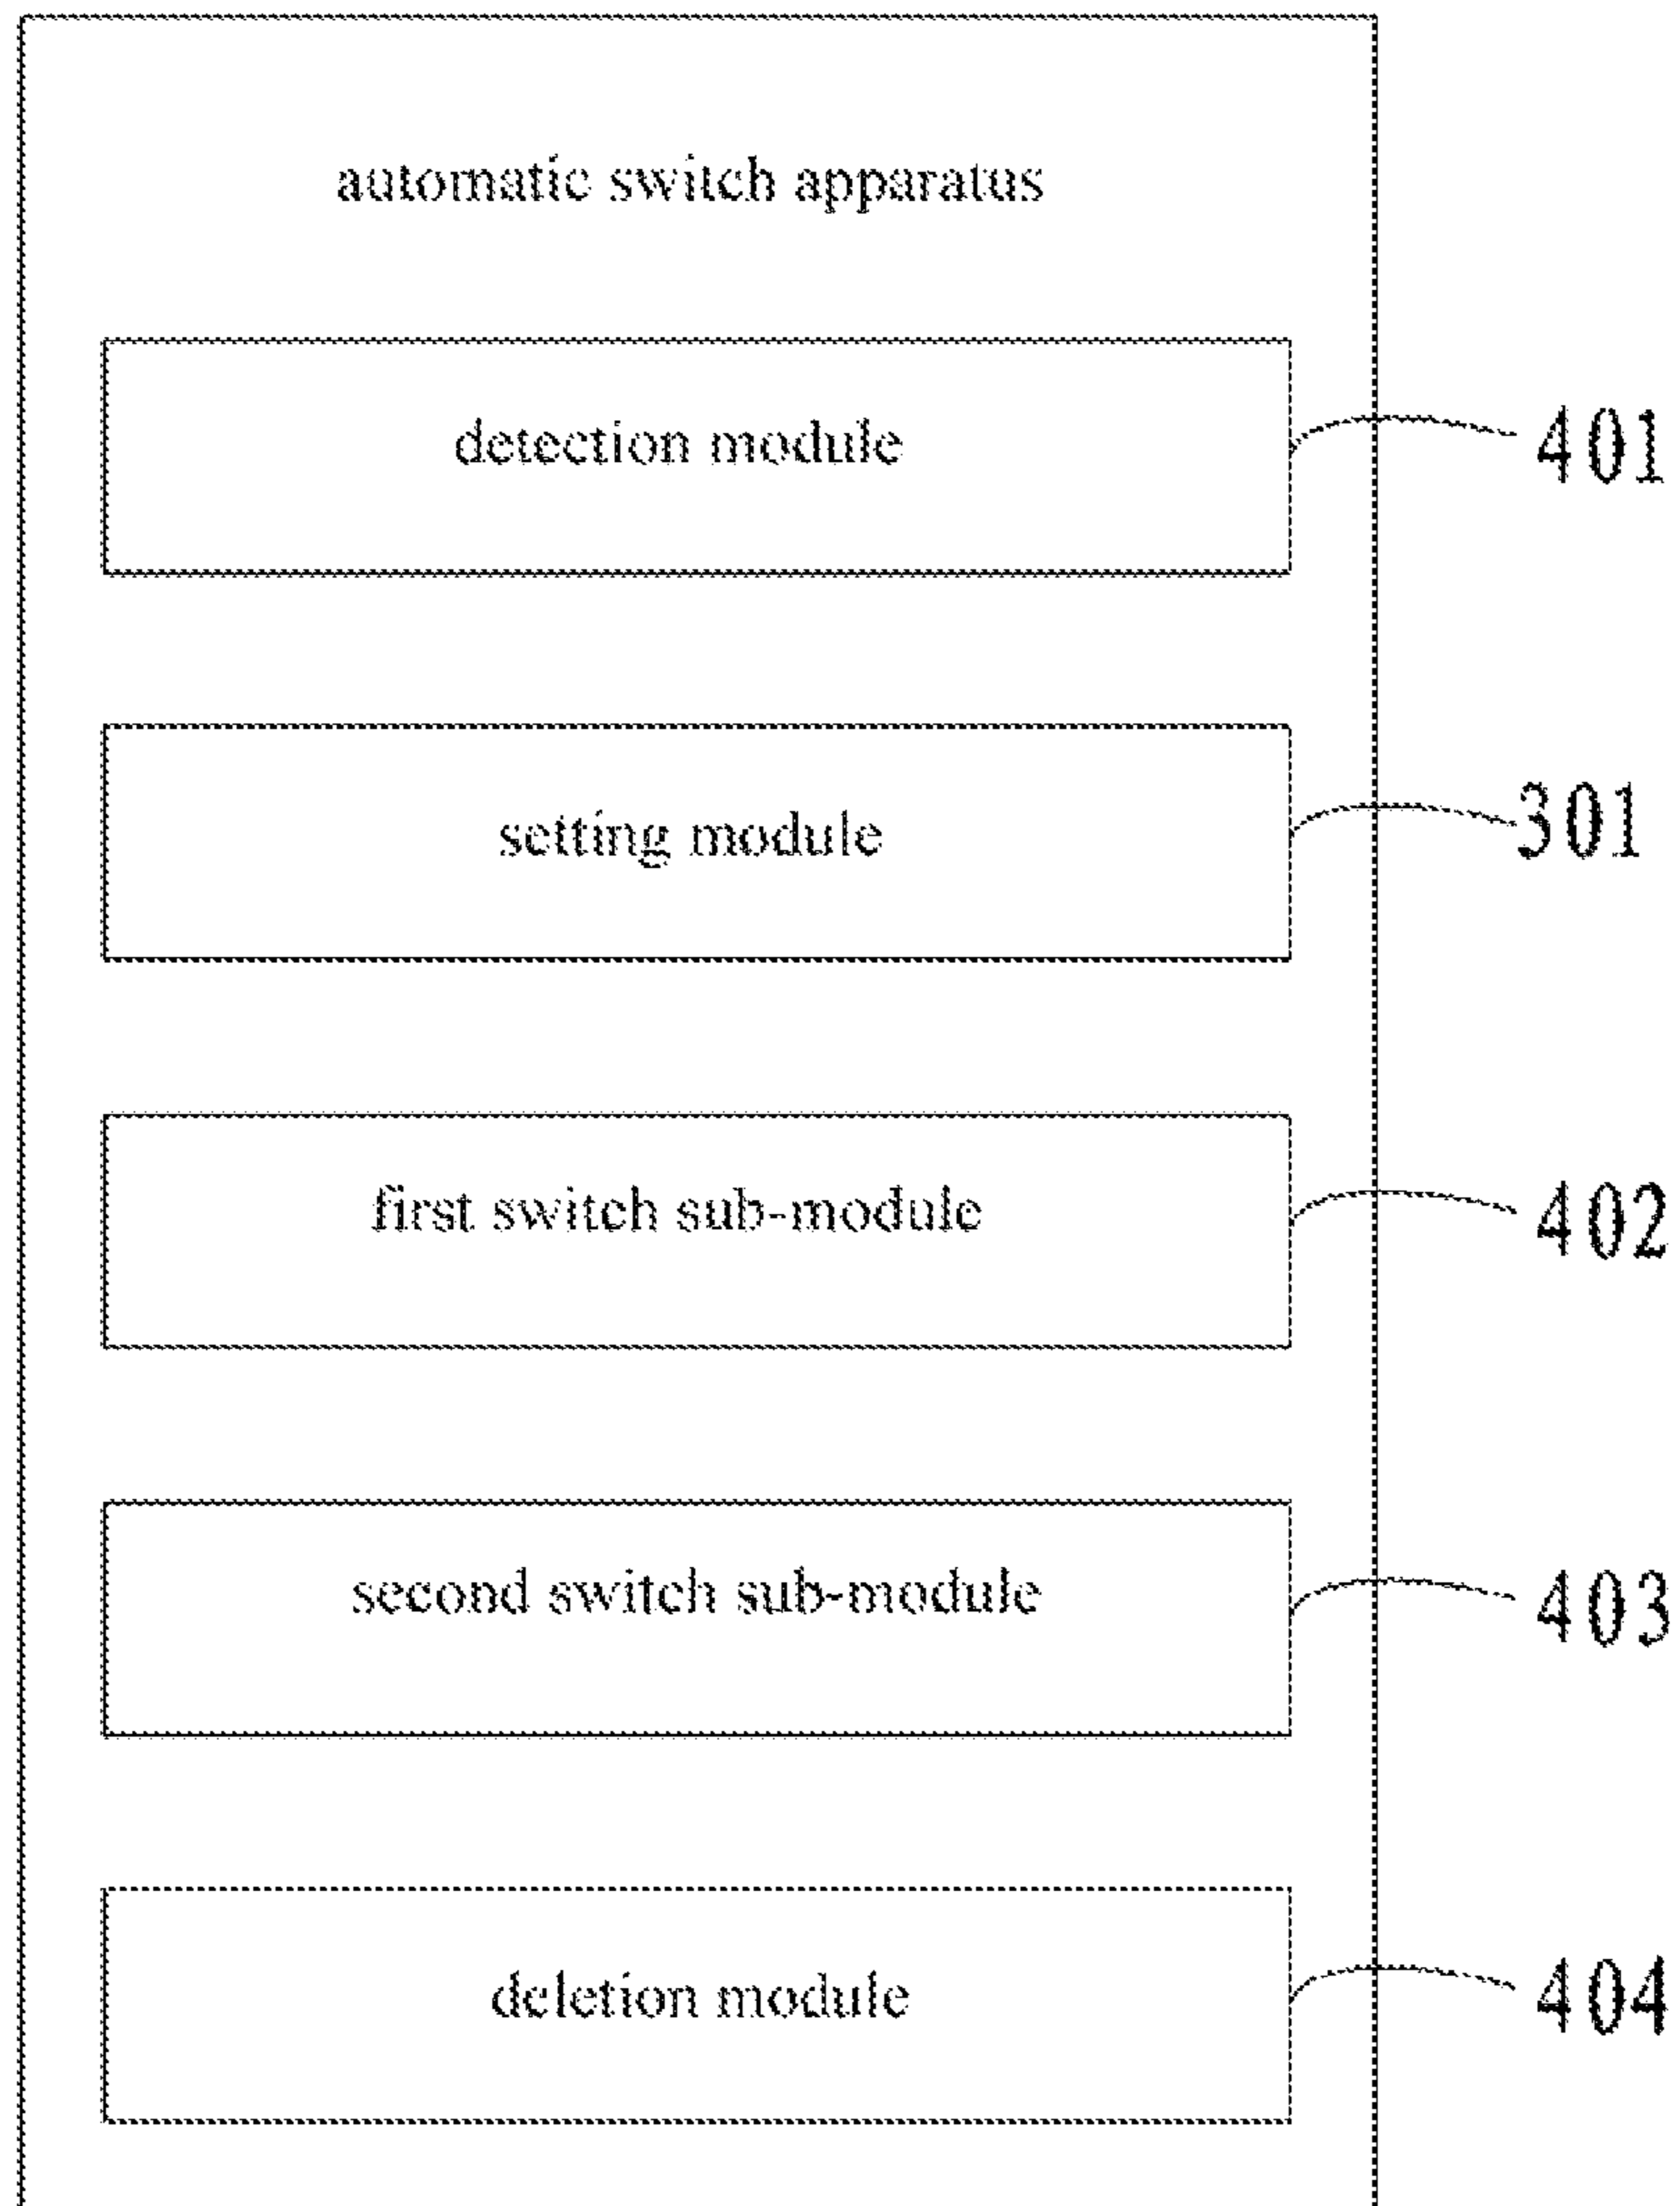 automatic switch apparatus
detection module
401
setting module
301
first switch sub-module
402
second switch sub-module
403
deletion module
404